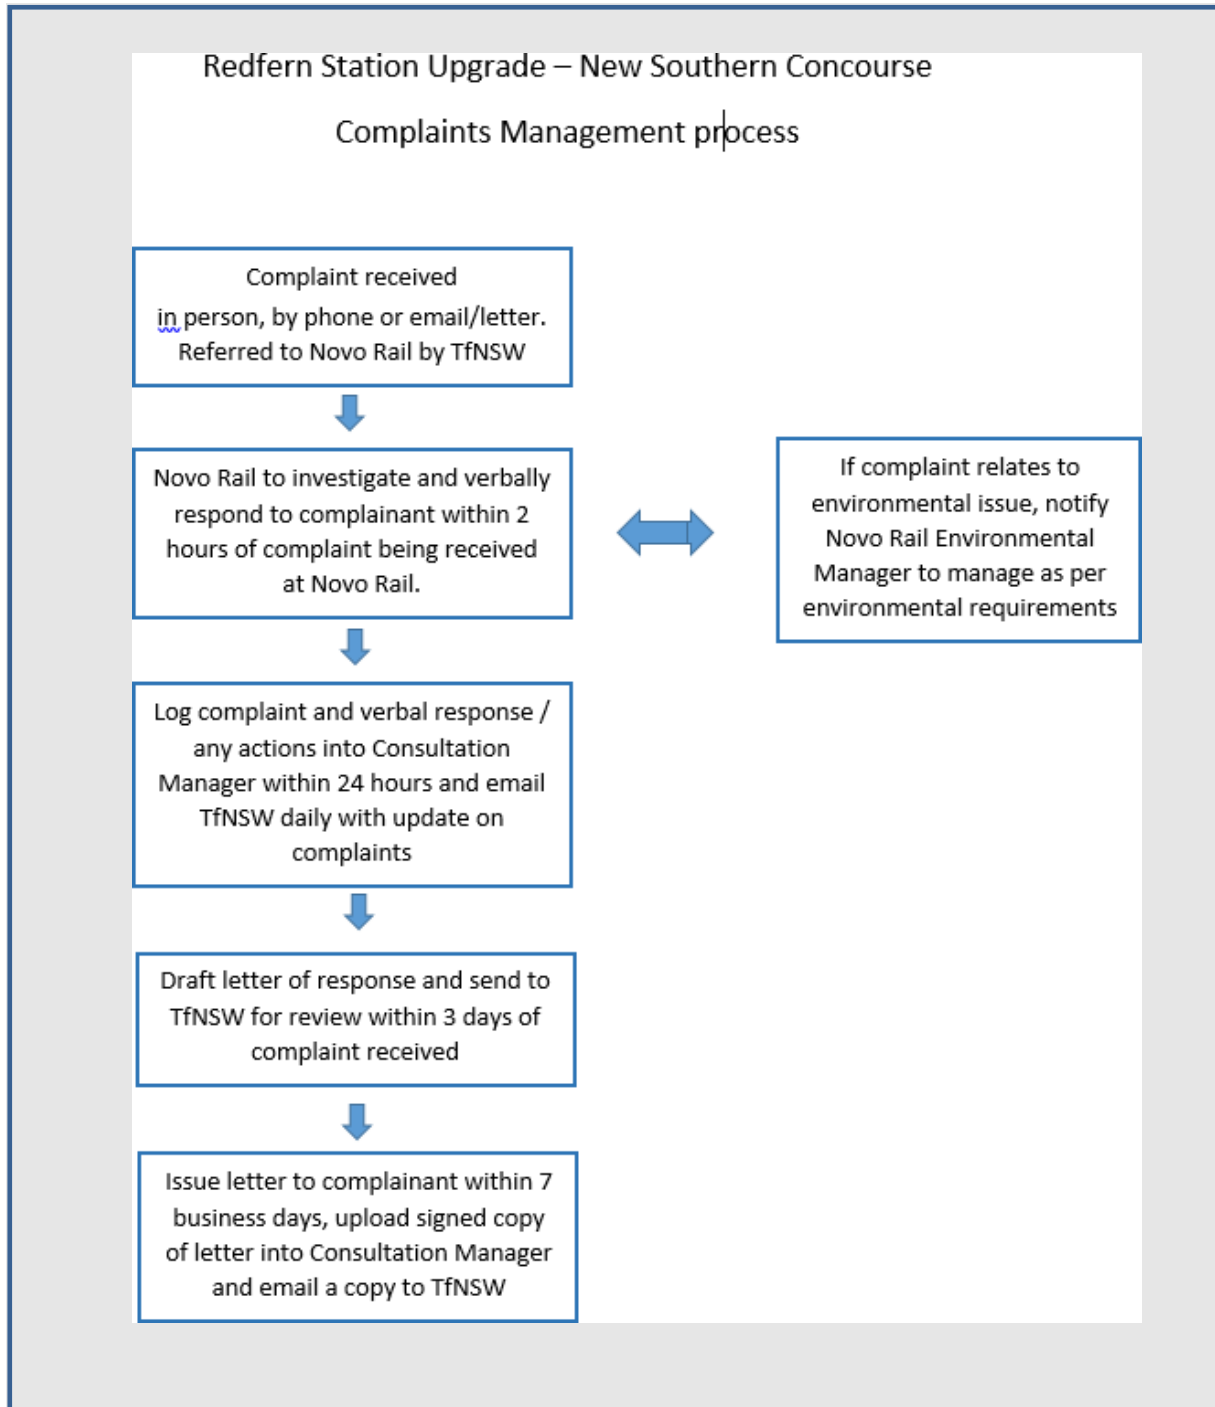 Redfern Station Upgrade – New Southern Concourse
Complaints Management process
Complaint received
in person, by phone or email/letter.
Referred to Novo Rail by TfNSW
Novo Rail to investigate and verbally
respond to complainant within 2
hours of complaint being received
at Novo Rail.
If complaint relates to
environmental issue, notify
Novo Rail Environmental
Manager to manage as per
environmental requirements
Log complaint and verbal response /
any actions into Consultation
Manager within 24 hours and email
TfNSW daily with update on
complaints
Draft letter of response and send to
TfNSW for review within 3 days of
complaint received
Issue letter to complainant within 7
business days, upload signed copy
of letter into Consultation Manager
and email a copy to TfNSW